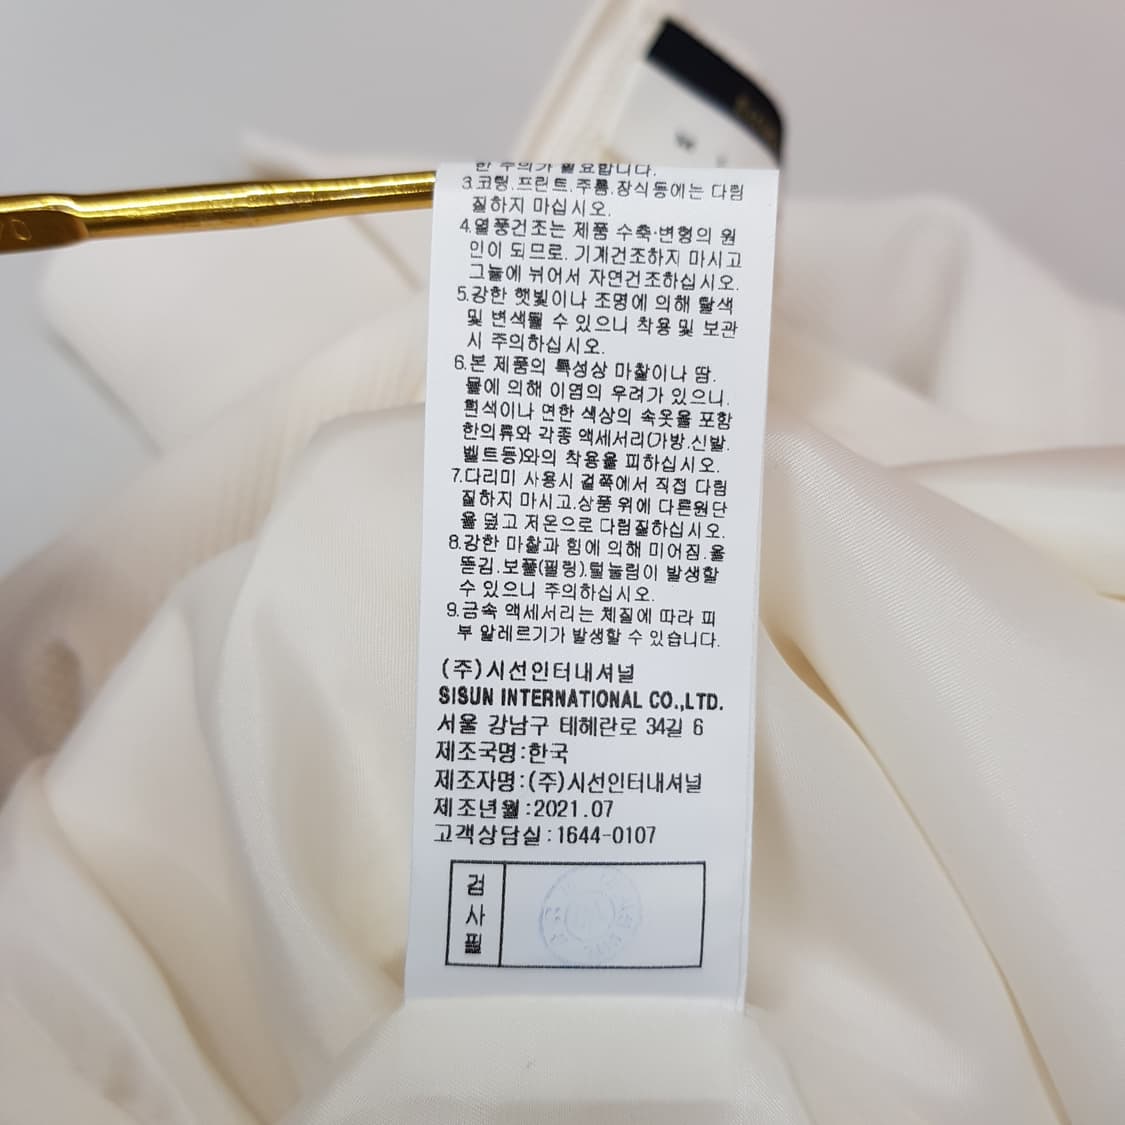 한 주의가 필요합니다.
3.코팅.프린트.주름.장식등에는 다림
질하지 마십시오.
4.열풍건조는 제품 수축·변형의 원
인이 되므로. 기계건조하지 마시고
그늘에 뉘어서 자연건조하십시오.
5.강한 햇빛이나 조명에 의해 탈색
및 변색될 수 있으니 착용 및 보관
시 주의하십시오.
6.본 제품의 특성상 마찰이나 땀.
물에 의해 이염의 우려가 있으니.
흰색이나 연한 색상의 속옷을 포함
한의류와 각종 액세서리(가방.신발.
벨트등)와의 착용을 피하십시오.
7.다리미 사용시 겉쪽에서 직접 다림
질하지 마시고.상품 위에 다른원단
을 덮고 저온으로 다림질하십시오.
8.강한 마찰과 힘에 의해 미어짐.올
뜯김.보풀(필링).털눌림이 발생할
수 있으니 주의하십시오.
9.금속 액세서리는 체질에 따라 피
부 알레르기가 발생할 수 있습니다.
(주)시선인터내셔널
SISUN INTERNATIONAL CO.,LTD.
서울 강남구 테헤란로 34길 6
제조국명:한국
제조자명:(주)시선인터내셔널
제조년월:2021.07
고객상담실:1644-0107
검
사
필